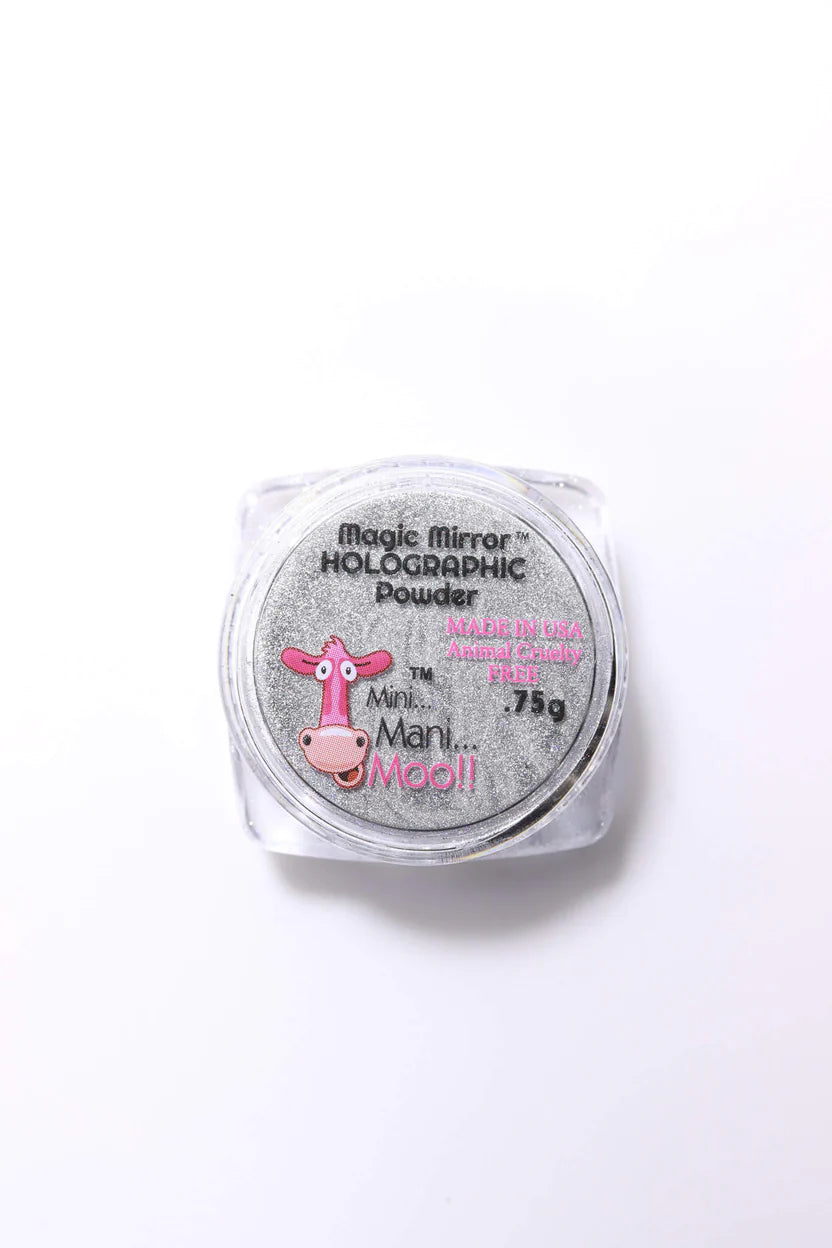 Magic Mirror™
HOLOGRAPHIC
Powder
MADE IN USA
Animal Cruelty
FREE
.75g
™
Mini...
Mani...
Moo!!